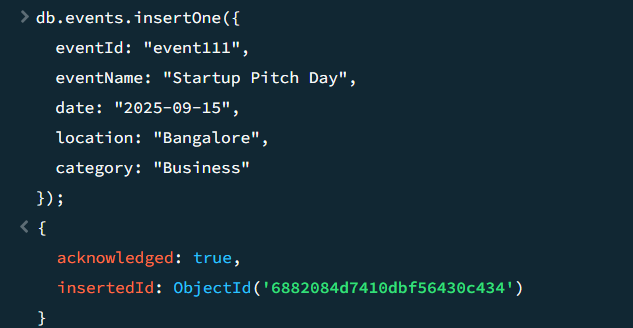 > db.events.insertOne({
eventId: "event111",
eventName: "Startup Pitch Day",
date: "2025-09-15",
location: "Bangalore",
category: "Business"
});
< {
acknowledged: true,
insertedId: ObjectId('6882084d7410dbf56430c434')
}